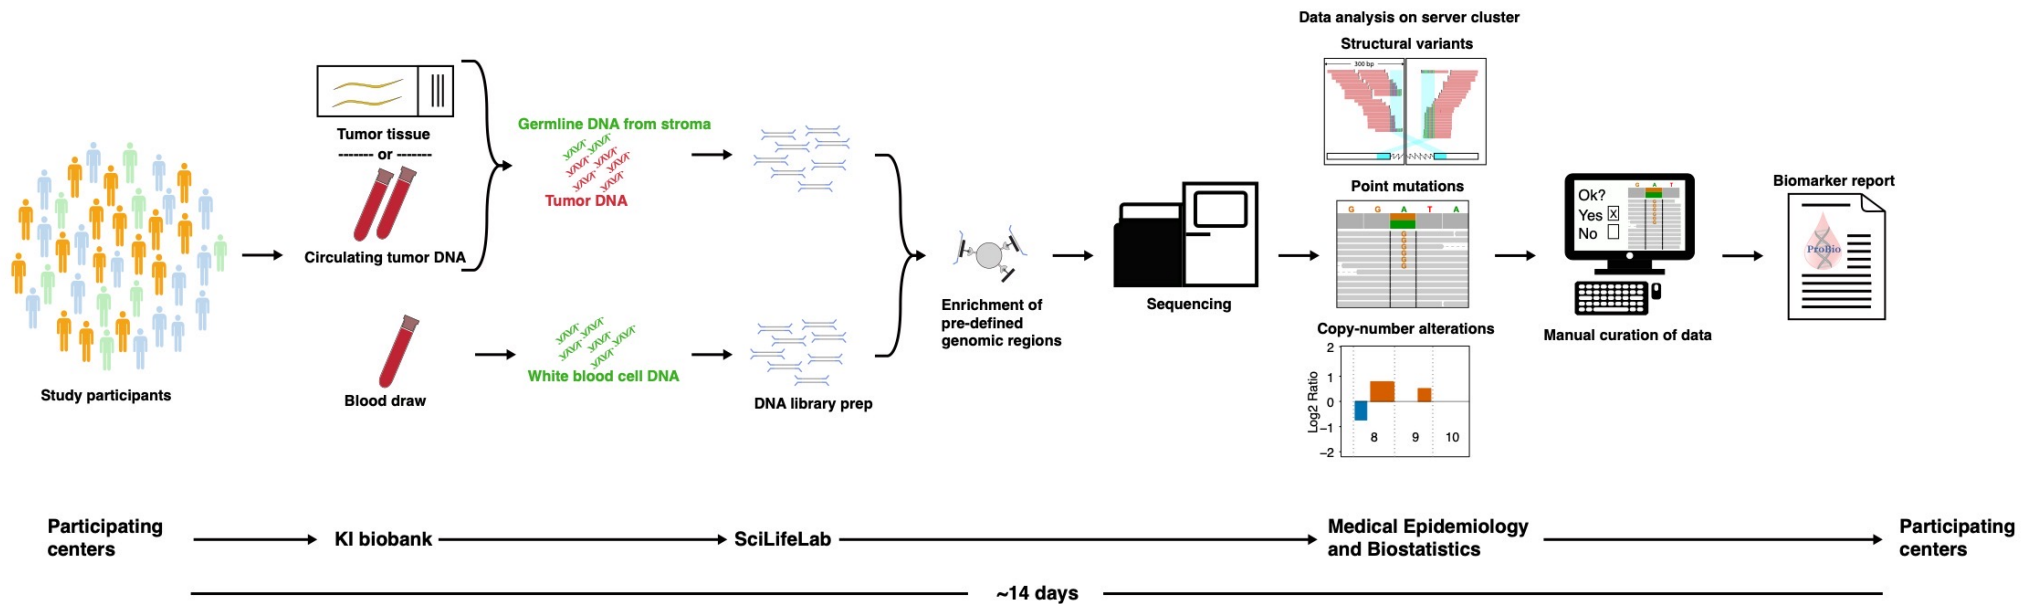 Data analysis on server cluster
Structural variants
300 bp
Tumor tissue
------- or -------
Circulating tumor DNA
Blood draw
Study participants
Germline DNA from stroma
Tumor DNA
White blood cell DNA
DNA library prep
Enrichment of
pre-defined
genomic regions
Sequencing
Point mutations
G G A T A
G
G
G
G
G
Copy-number alterations
Log2 Ratio
2
1
0
−1
−2
8 9 10
Ok?
Yes X
No
G A T
Manual curation of data
Biomarker report
ProBio
Participating
centers
KI biobank
SciLifeLab
Medical Epidemiology
and Biostatistics
Participating
centers
~14 days